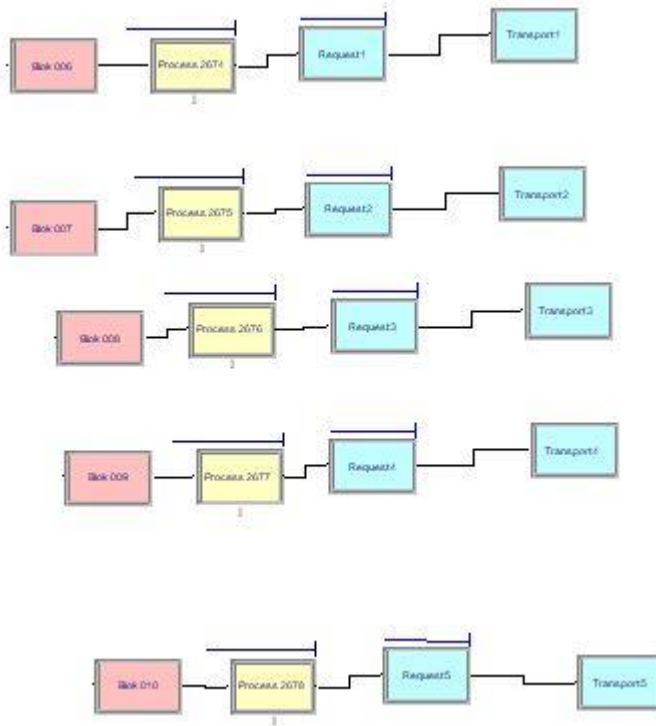 Blok 006
Process 2674
Request1
Transport1
Blok 007
Process 2675
Request2
Transport2
Blok 008
Process 2676
Request3
Transport3
Blok 009
Process 2677
Request4
Transport4
Blok 010
Process 2678
Request5
Transport5